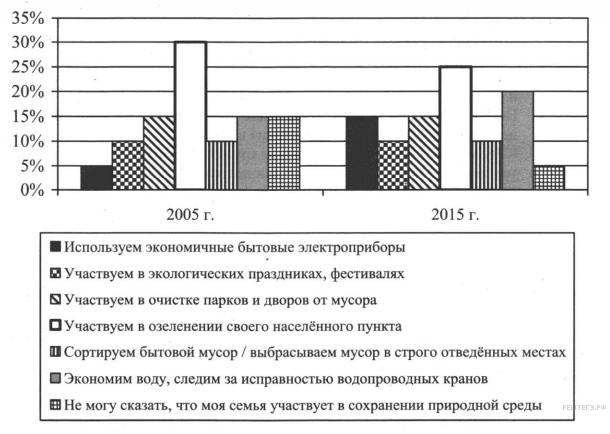 35%
30%
25%
20%
15%
10%
5%
0%
2005 г. 2015 г.
Используем экономичные бытовые электроприборы
Участвуем в экологических праздниках, фестивалях
Участвуем в очистке парков и дворов от мусора
Участвуем в озеленении своего населённого пункта
Сортируем бытовой мусор / выбрасываем мусор в строго отведённых местах
Экономим воду, следим за исправностью водопроводных кранов
Не могу сказать, что моя семья участвует в сохранении природной среды
РЕШУЕГЭ.РФ